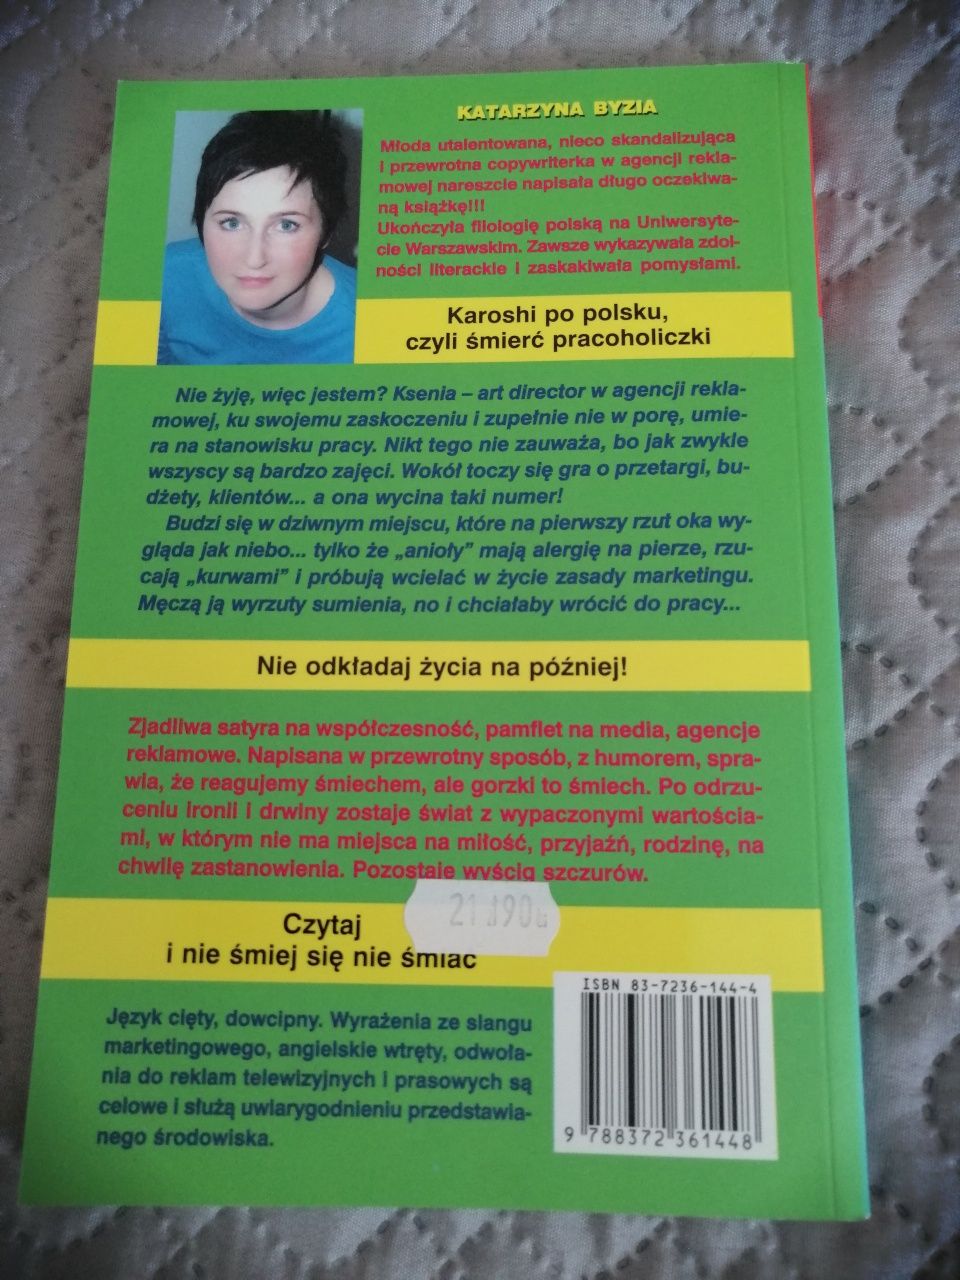 KATARZYNA BYZIA
Młoda utalentowana, nieco skandalizująca
i przewrotna copywriterka w agencji rekla-
mowej nareszcie napisała długo oczekiwa-
ną książkę!!!
Ukończyła filologię polską na Uniwersyte-
cie Warszawskim. Zawsze wykazywała zdol-
ności literackie i zaskakiwała pomysłami.
Karoshi po polsku,
czyli śmierć pracoholiczki
Nie żyję, więc jestem? Ksenia – art director w agencji rekla-
mowej, ku swojemu zaskoczeniu i zupełnie nie w porę, umie-
ra na stanowisku pracy. Nikt tego nie zauważa, bo jak zwykle
wszyscy są bardzo zajęci. Wokół toczy się gra o przetargi, bu-
dżety, klientów... a ona wycina taki numer!
Budzi się w dziwnym miejscu, które na pierwszy rzut oka wy-
gląda jak niebo... tylko że „anioły” mają alergię na pierze, rzu-
cają „kurwami” i próbują wcielać w życie zasady marketingu.
Męczą ją wyrzuty sumienia, no i chciałaby wrócić do pracy...
Nie odkładaj życia na później!
Zjadliwa satyra na współczesność, pamflet na media, agencje
reklamowe. Napisana w przewrotny sposób, z humorem, spra-
wia, że reagujemy śmiechem, ale gorzki to śmiech. Po odrzu-
ceniu ironii i drwiny zostaje świat z wypaczonymi wartościa-
mi, w którym nie ma miejsca na miłość, przyjaźń, rodzinę, na
chwilę zastanowienia. Pozostaje wyścig szczurów.
21.90
Czytaj
i nie śmiej się nie śmiać
ISBN 83-7236-144-4
Język cięty, dowcipny. Wyrażenia ze slangu
marketingowego, angielskie wtręty, odwoła-
nia do reklam telewizyjnych i prasowych są
celowe i służą uwiarygodnieniu przedstawia-
nego środowiska.
9 788372 361448